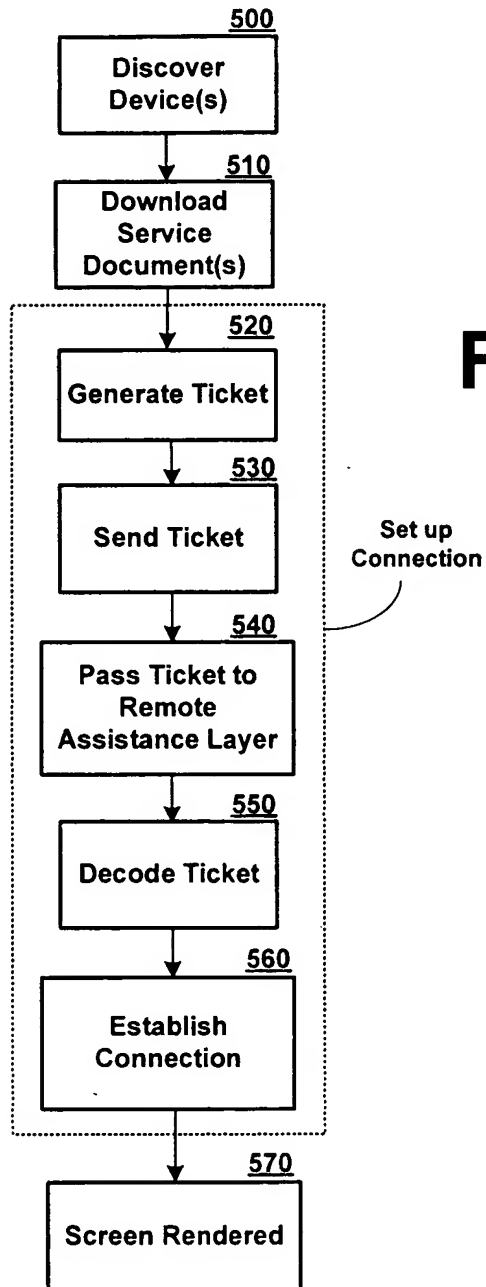 500
Discover
Device(s)
510
Download
Service
Document(s)
520
Generate Ticket
530
Send Ticket
Set up
Connection
540
Pass Ticket to
Remote
Assistance Layer
550
Decode Ticket
560
Establish
Connection
570
Screen Rendered